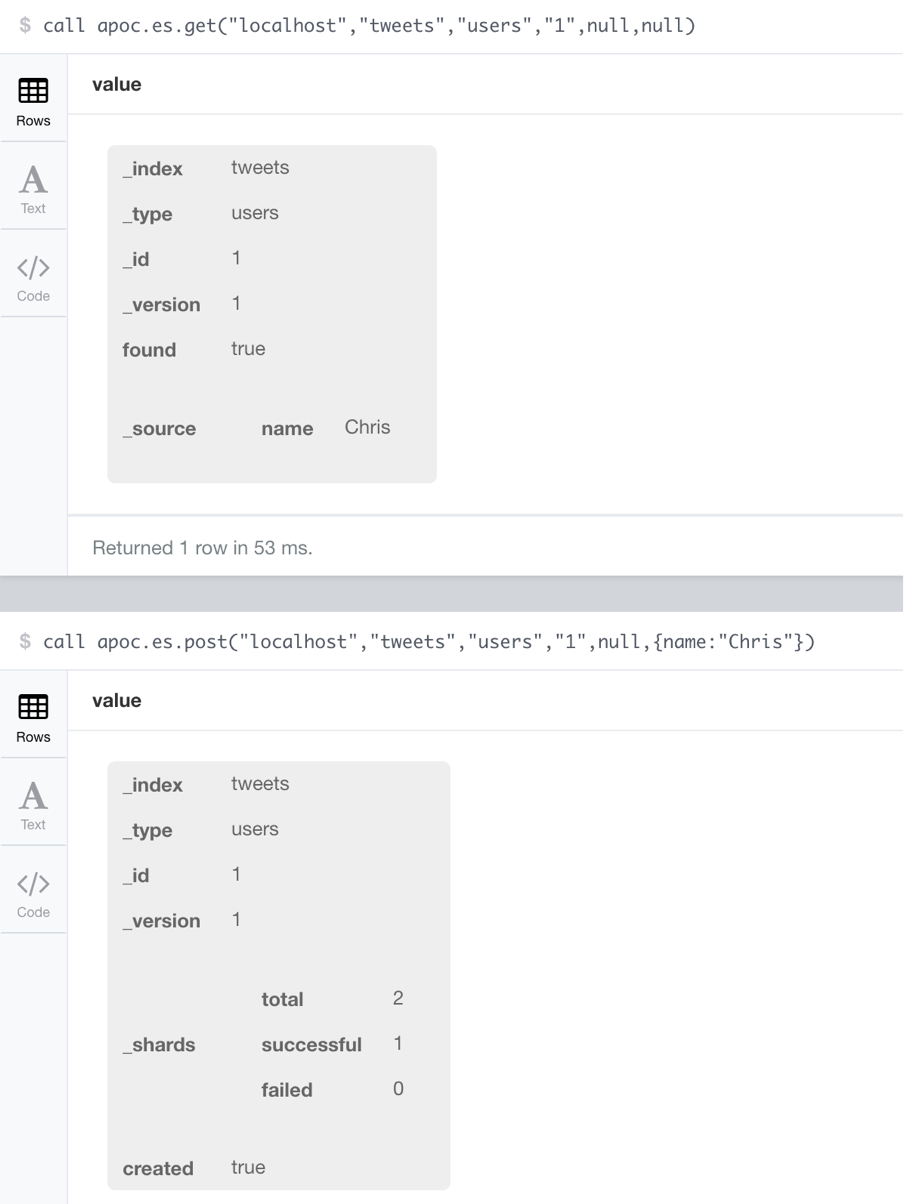 $ call apoc.es.get("localhost","tweets","users","1",null,null)
value
Rows
Text
Code
_index tweets
_type users
_id 1
_version 1
found true
_source name Chris
Returned 1 row in 53 ms.
$ call apoc.es.post("localhost","tweets","users","1",null,{name:"Chris"})
value
Rows
Text
Code
_index tweets
_type users
_id 1
_version 1
total 2
_shards successful 1
failed 0
created true